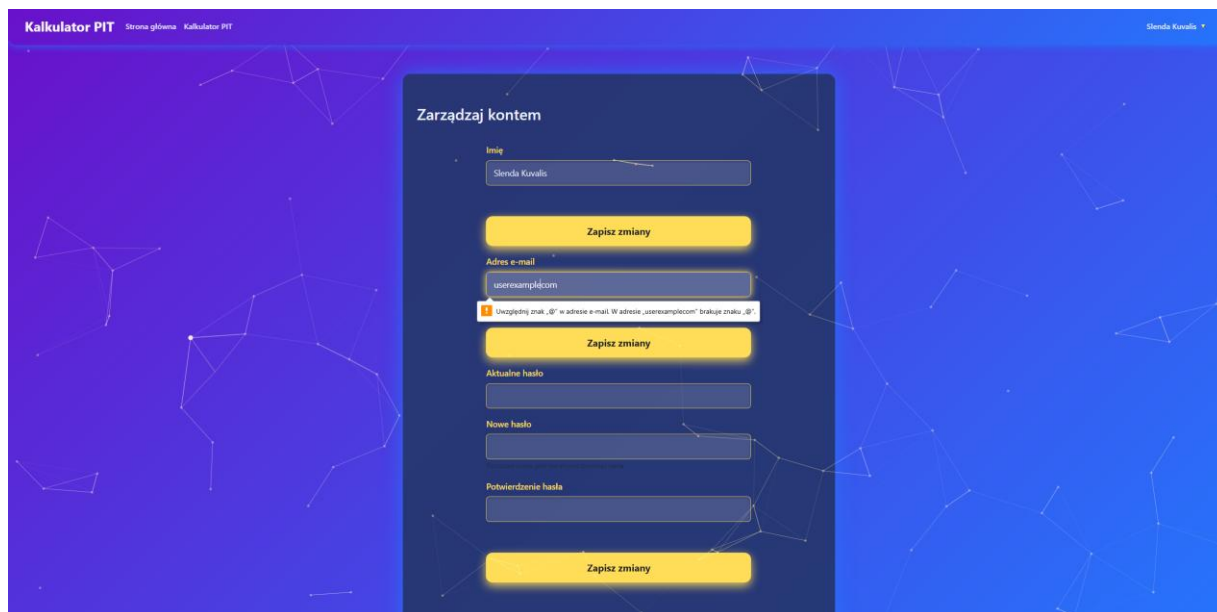 Kalkulator PIT Strona główna Kalkulator PIT Slenda Kuvalis
Zarządzaj kontem
Imię
Slenda Kuvalis
Zapisz zmiany
Adres e-mail
userexamplecom
Uwzględnij znak „@” w adresie e-mail. W adresie „userexamplecom” brakuje znaku „@”.
Zapisz zmiany
Aktualne hasło
Nowe hasło
Potwierdzenie hasła
Zapisz zmiany